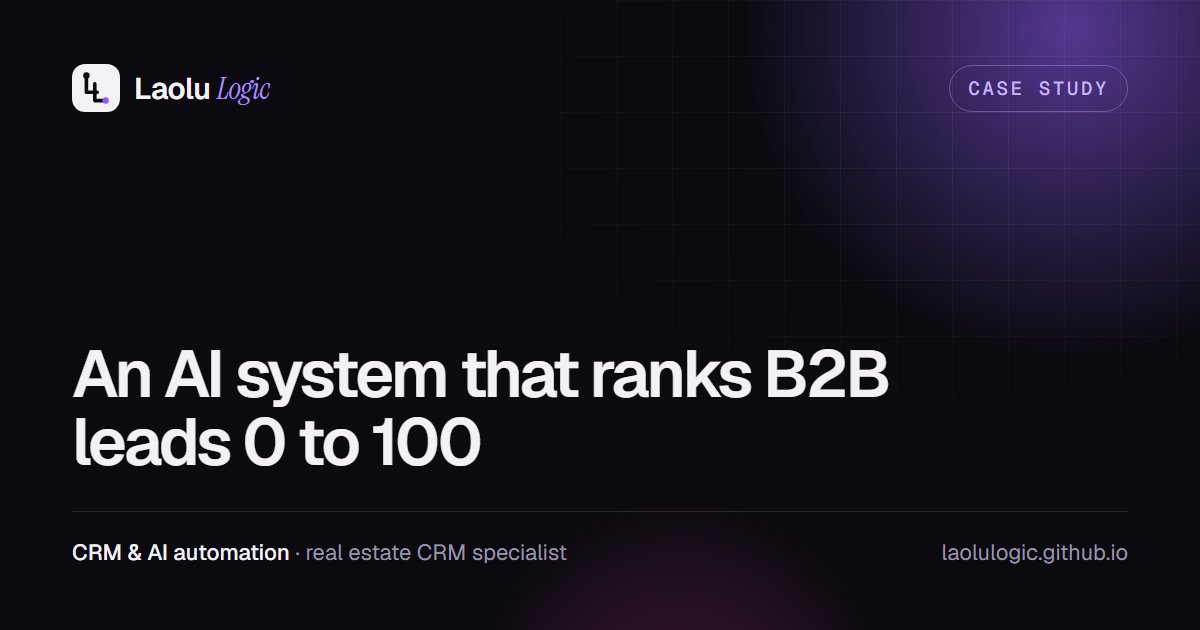 Laolu Logic
CASE STUDY
An AI system that ranks B2B
leads 0 to 100
CRM & AI automation · real estate CRM specialist
laolulogic.github.io